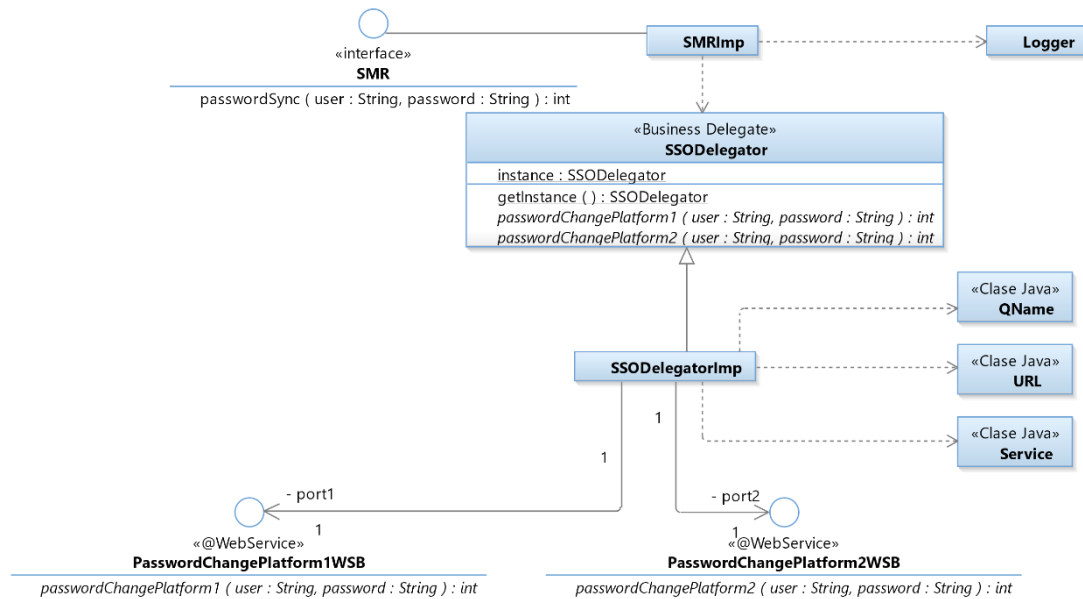 «interface»
SMR
passwordSync ( user : String, password : String ) : int
SMRImp
Logger
«Business Delegate»
SSODelegator
instance : SSODelegator
getInstance ( ) : SSODelegator
passwordChangePlatform1 ( user : String, password : String ) : int
passwordChangePlatform2 ( user : String, password : String ) : int
«Clase Java»
QName
SSODelegatorImp
«Clase Java»
URL
«Clase Java»
Service
1
1
- port1
1
- port2
1
«@WebService»
PasswordChangePlatform1WSB
passwordChangePlatform1 ( user : String, password : String ) : int
«@WebService»
PasswordChangePlatform2WSB
passwordChangePlatform2 ( user : String, password : String ) : int